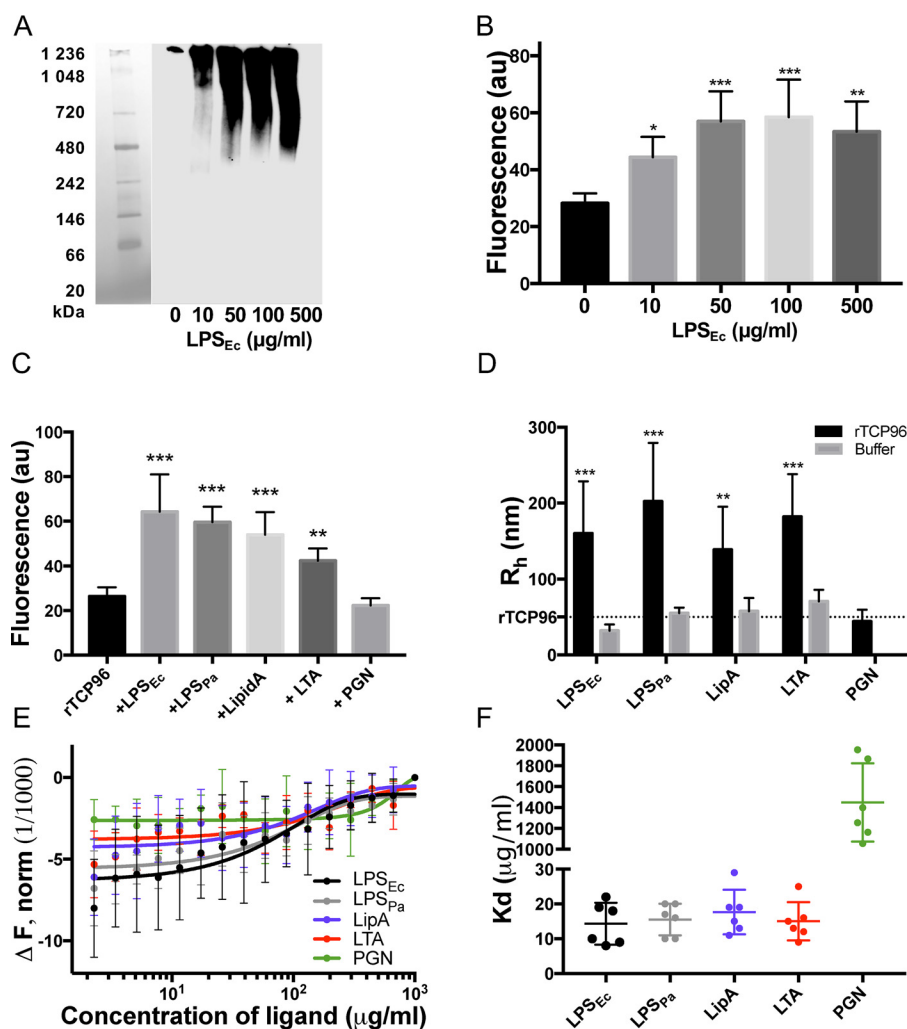 A
1 236
1 048
720
480
242
146
66
20
kDa
0 10 50 100 500
LPSEc (µg/ml)
B
Fluorescence (au)
80
60
40
20
0
*
***
***
**
0 10 50 100 500
LPSEc (µg/ml)
C
Fluorescence (au)
100
80
60
40
20
0
***
***
***
**
rTCP96
+LPSEc
+LPSPa
+LipidA
+ LTA
+ PGN
D
Rh (nm)
300
200
100
rTCP96
0
***
***
**
***
rTCP96
Buffer
LPSEc
LPSPa
LipA
LTA
PGN
E
Δ F, norm (1/1000)
0
-5
-10
LPSEc
LPSPa
LipA
LTA
PGN
10¹ 10² 10³
Concentration of ligand (µg/ml)
F
Kd (µg/ml)
2000
1800
1600
1400
1200
1000
30
20
10
0
LPSEc
LPSPa
LipA
LTA
PGN